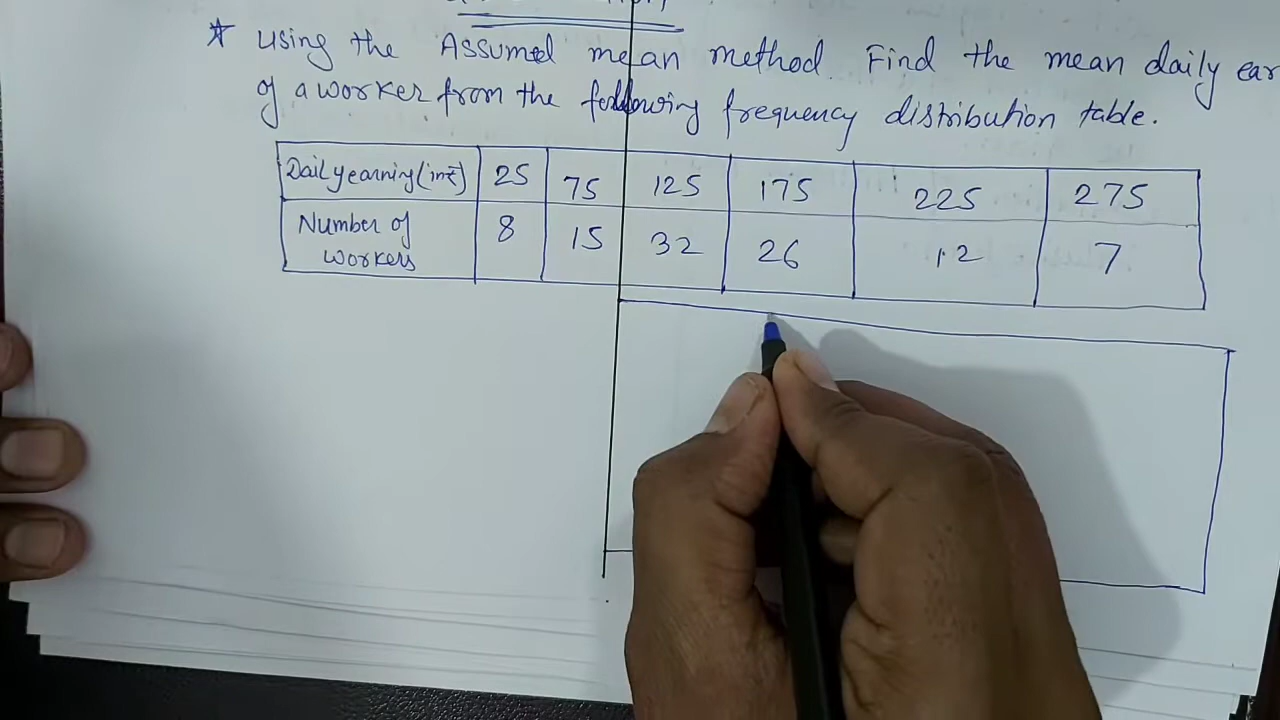 * Using the Assumed mean method. Find the mean daily ear
of a worker from the following frequency distribution table.
Daily earning (in ₹) 25 75 125 175 225 275
Number of workers 8 15 32 26 12 7